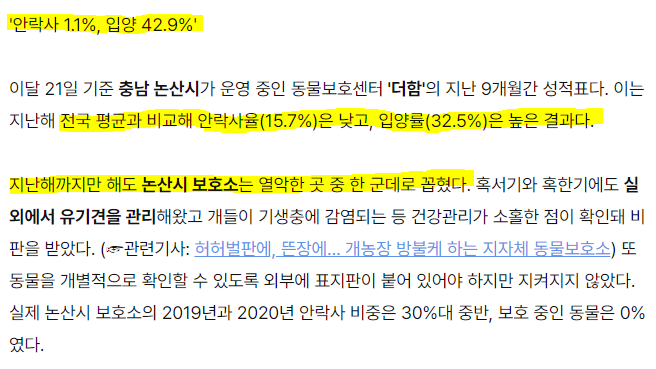 '안락사 1.1%, 입양 42.9%'
이달 21일 기준 충남 논산시가 운영 중인 동물보호센터 '더함'의 지난 9개월간 성적표다. 이는
지난해 전국 평균과 비교해 안락사율(15.7%)은 낮고, 입양률(32.5%)은 높은 결과다.
지난해까지만 해도 논산시 보호소는 열악한 곳 중 한 군데로 꼽혔다. 혹서기와 혹한기에도 실
외에서 유기견을 관리해왔고 개들이 기생충에 감염되는 등 건강관리가 소홀한 점이 확인돼 비
판을 받았다. (☞관련기사: 허허벌판에, 뜬장에... 개농장 방불케 하는 지자체 동물보호소) 또
동물을 개별적으로 확인할 수 있도록 외부에 표지판이 붙어 있어야 하지만 지켜지지 않았다.
실제 논산시 보호소의 2019년과 2020년 안락사 비중은 30%대 중반, 보호 중인 동물은 0%
였다.